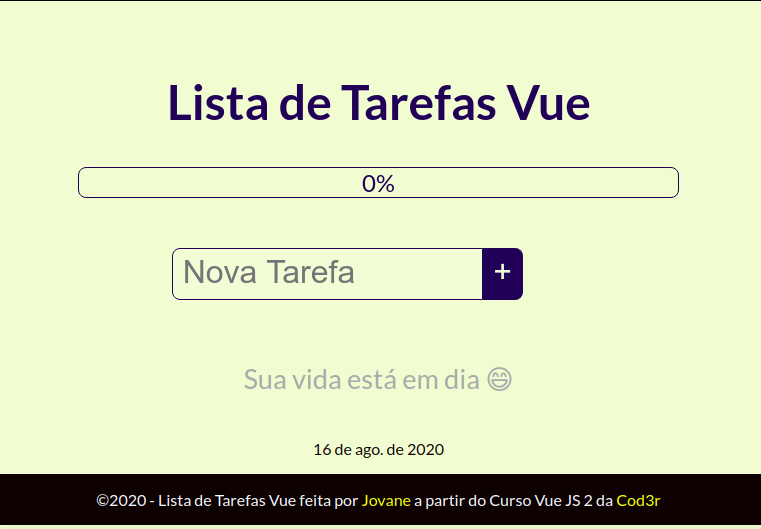 Lista de Tarefas Vue
0%
Nova Tarefa +
Sua vida está em dia 😄
16 de ago. de 2020
©2020 - Lista de Tarefas Vue feita por Jovane a partir do Curso Vue JS 2 da Cod3r